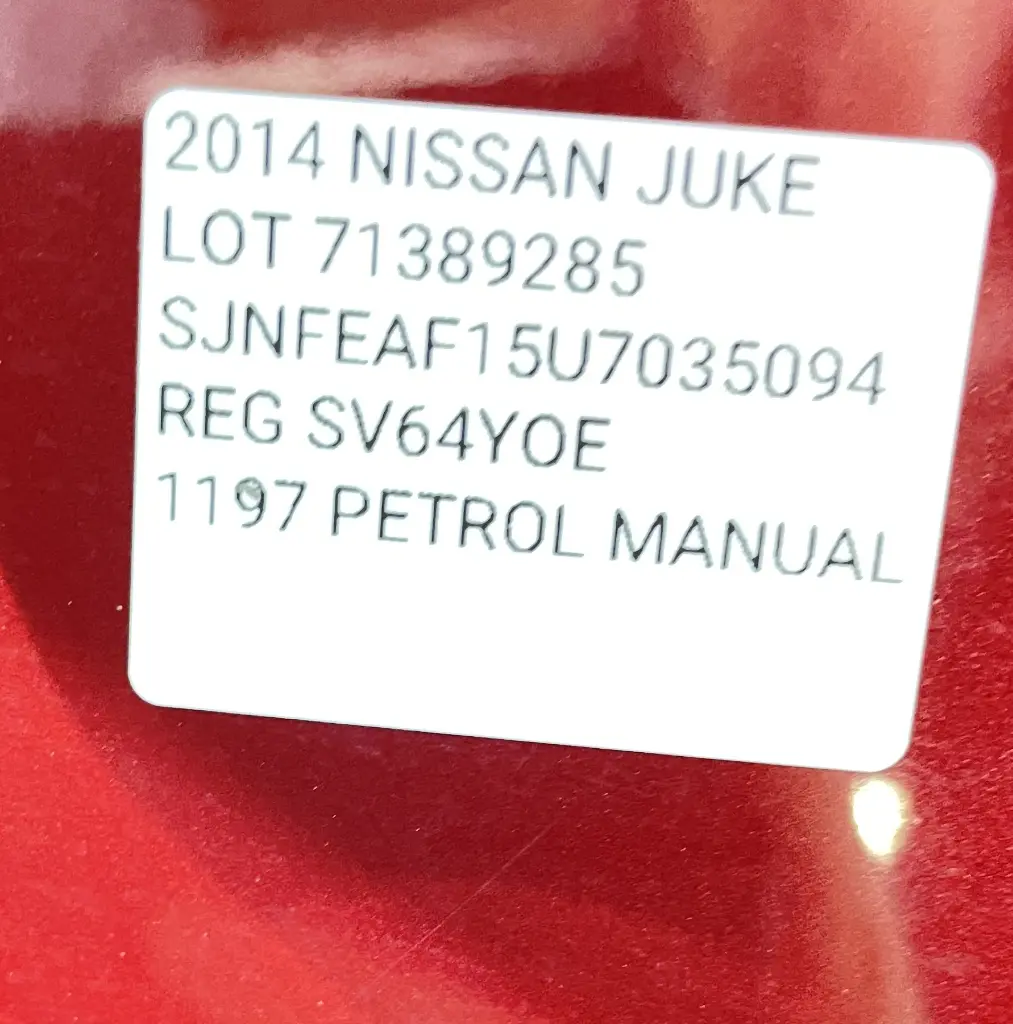 2014 NISSAN JUKE
LOT 71389285
SJNFEAF15U7035094
REG SV64YOE
1197 PETROL MANUAL